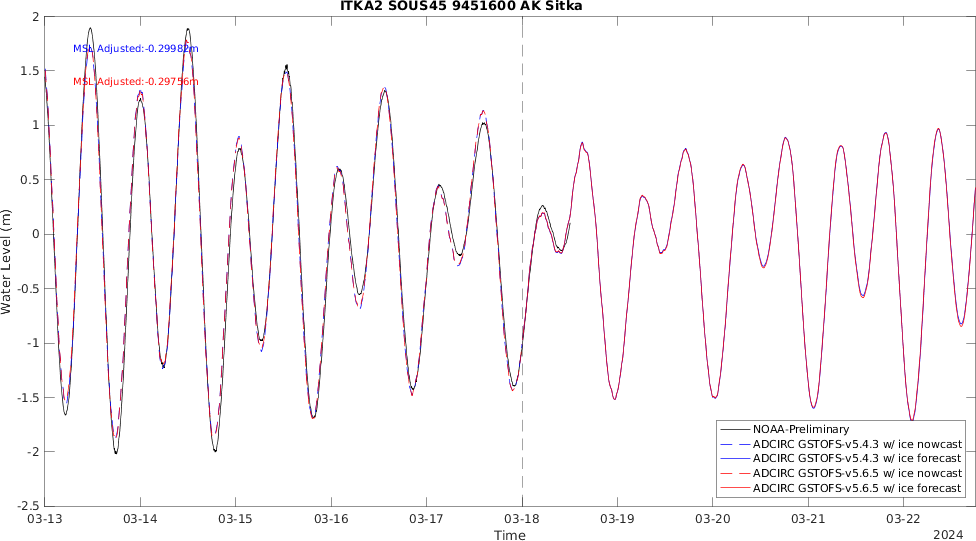 ITKA2 SOUS45 9451600 AK Sitka
MSL Adjusted:-0.29982m
MSL Adjusted:-0.29756m
Water Level (m)
2
1.5
1
0.5
0
-0.5
-1
-1.5
-2
-2.5
NOAA-Preliminary
ADCIRC GSTOFS-v5.4.3 w/ ice nowcast
ADCIRC GSTOFS-v5.4.3 w/ ice forecast
ADCIRC GSTOFS-v5.6.5 w/ ice nowcast
ADCIRC GSTOFS-v5.6.5 w/ ice forecast
03-13 03-14 03-15 03-16 03-17 03-18 03-19 03-20 03-21 03-22
Time
2024